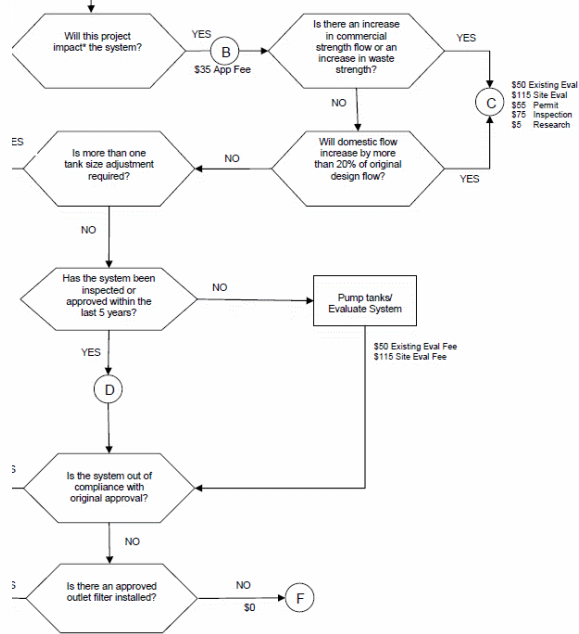 Will this project
impact* the system?
YES
B
$35 App Fee
Is there an increase
in commercial
strength flow or an
increase in waste
strength?
YES
C
$50 Existing Eval
$115 Site Eval
$55 Permit
$75 Inspection
$5 Research
NO
Will domestic flow
increase by more
than 20% of original
design flow?
YES
NO
Is more than one
tank size adjustment
required?
ES
NO
Has the system been
inspected or
approved within the
last 5 years?
NO
Pump tanks/
Evaluate System
$50 Existing Eval Fee
$115 Site Eval Fee
YES
D
Is the system out of
compliance with
original approval?
S
NO
Is there an approved
outlet filter installed?
S
NO
$0
F